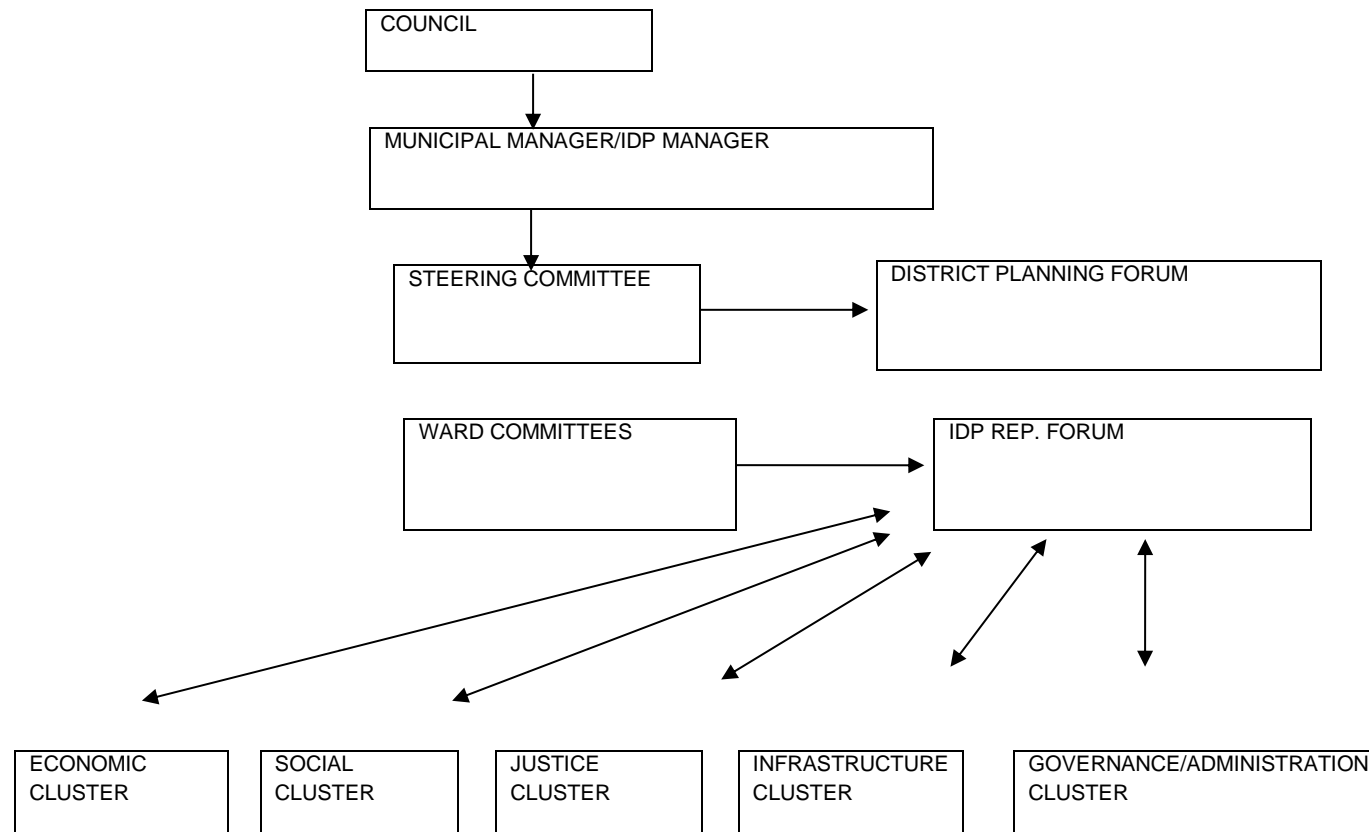 COUNCIL
MUNICIPAL MANAGER/IDP MANAGER
STEERING COMMITTEE
DISTRICT PLANNING FORUM
WARD COMMITTEES
IDP REP. FORUM
ECONOMIC
CLUSTER
SOCIAL
CLUSTER
JUSTICE
CLUSTER
INFRASTRUCTURE
CLUSTER
GOVERNANCE/ADMINISTRATION
CLUSTER